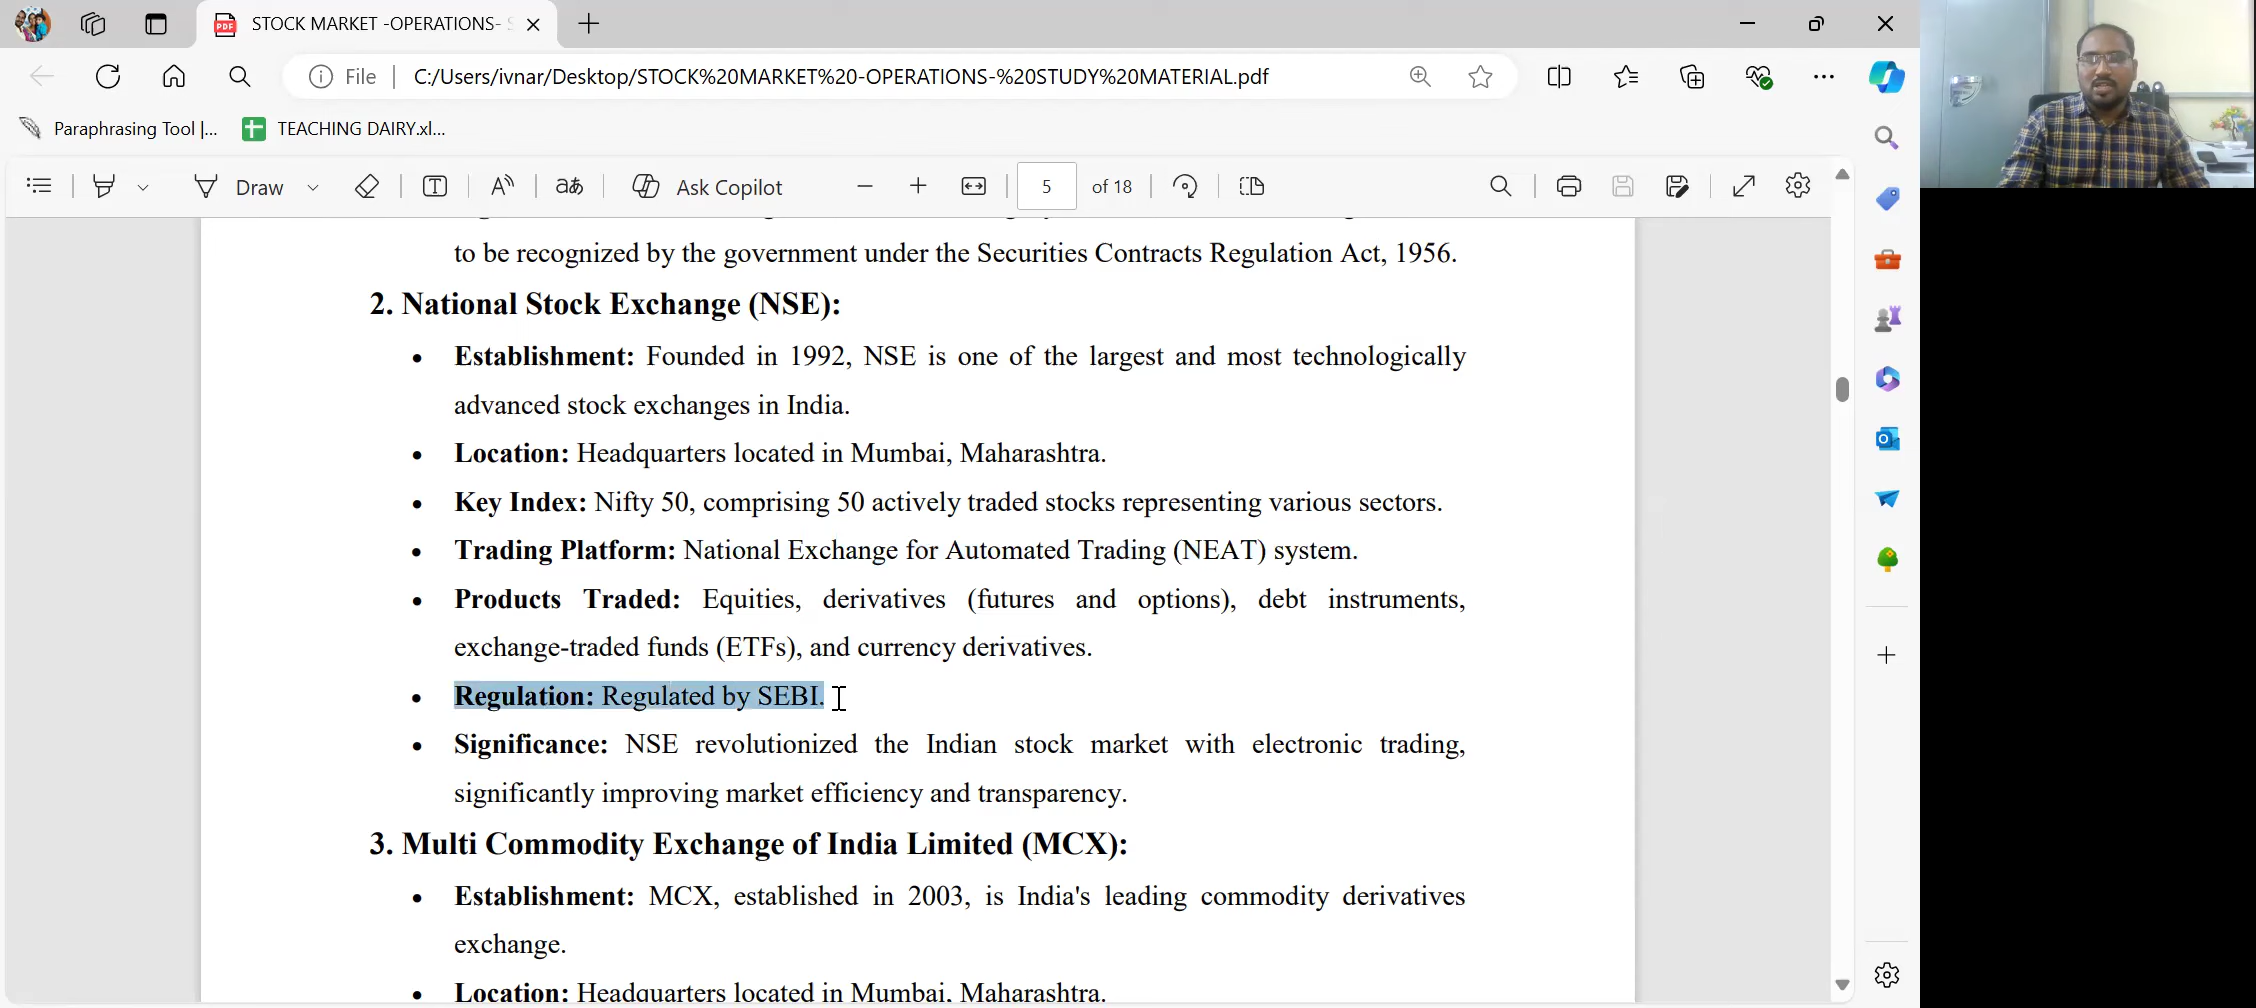 STOCK MARKET -OPERATIONS-
File
C:/Users/ivnar/Desktop/STOCK%20MARKET%20-OPERATIONS-%20STUDY%20MATERIAL.pdf
Paraphrasing Tool |...
TEACHING DAIRY.xl...
Draw
Ask Copilot
5
of 18
to be recognized by the government under the Securities Contracts Regulation Act, 1956.
2. National Stock Exchange (NSE):
• Establishment: Founded in 1992, NSE is one of the largest and most technologically
advanced stock exchanges in India.
• Location: Headquarters located in Mumbai, Maharashtra.
• Key Index: Nifty 50, comprising 50 actively traded stocks representing various sectors.
• Trading Platform: National Exchange for Automated Trading (NEAT) system.
• Products Traded: Equities, derivatives (futures and options), debt instruments,
exchange-traded funds (ETFs), and currency derivatives.
• Regulation: Regulated by SEBI.
• Significance: NSE revolutionized the Indian stock market with electronic trading,
significantly improving market efficiency and transparency.
3. Multi Commodity Exchange of India Limited (MCX):
• Establishment: MCX, established in 2003, is India's leading commodity derivatives
exchange.
• Location: Headquarters located in Mumbai, Maharashtra.